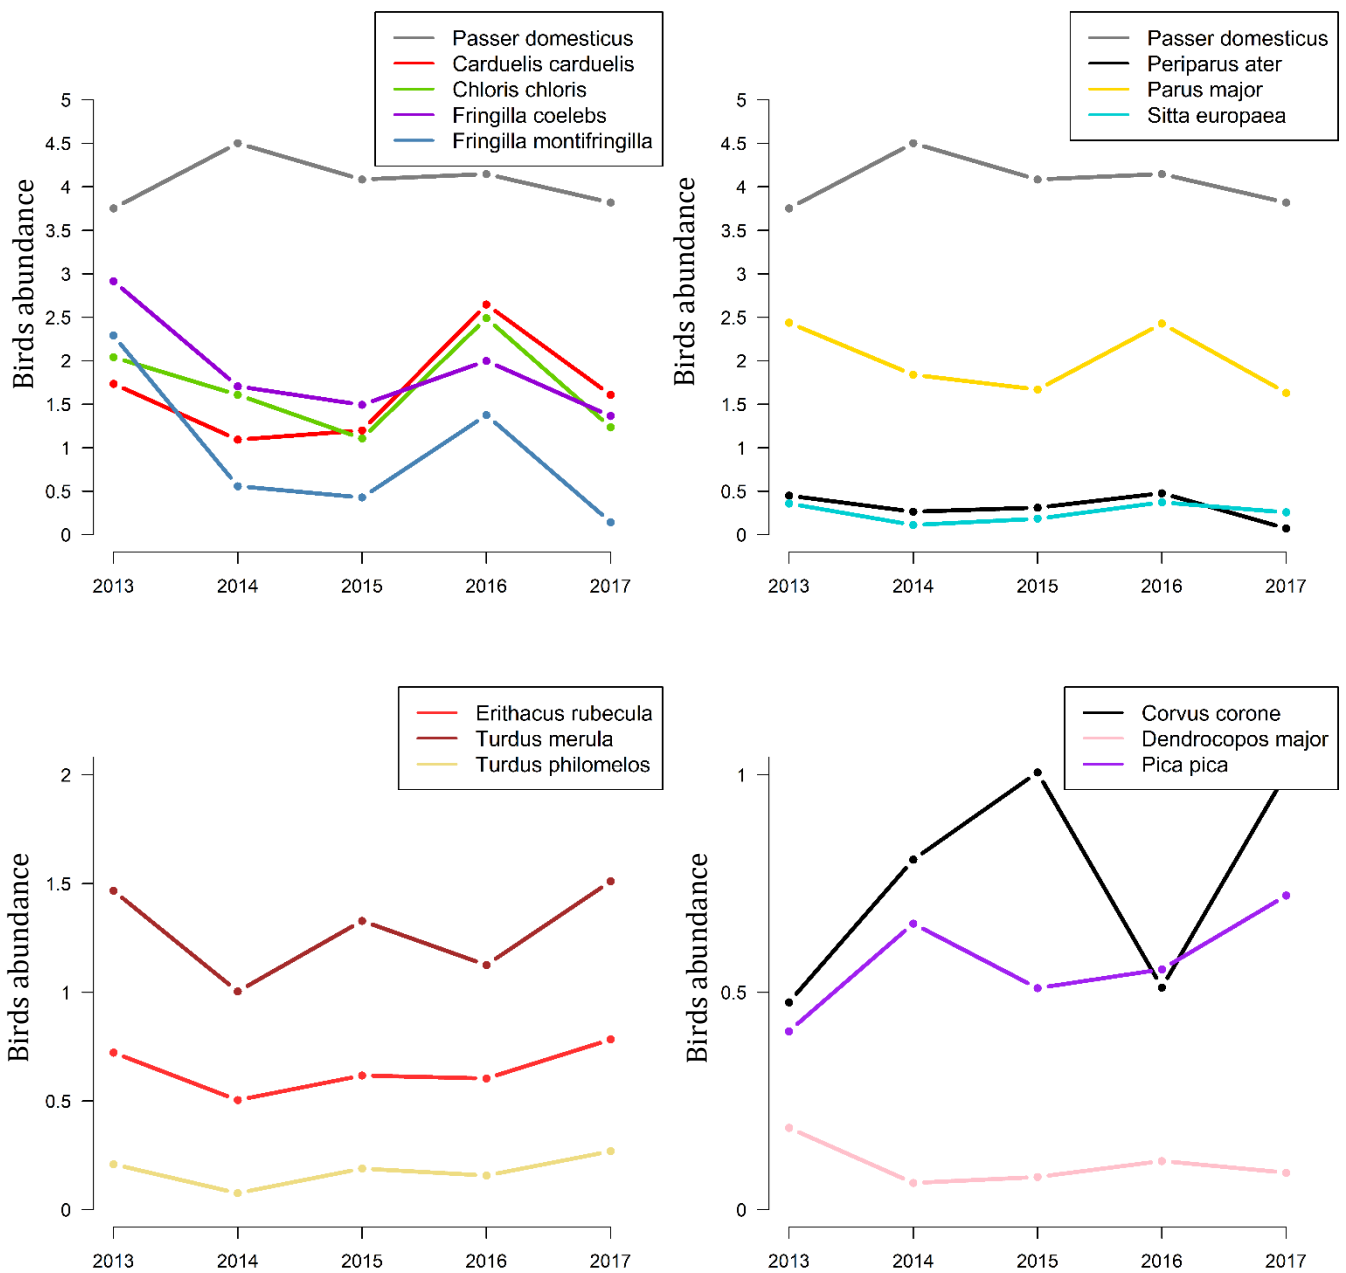 Passer domesticus
Carduelis carduelis
Chloris chloris
Fringilla coelebs
Fringilla montifringilla
Birds abundance
5
4.5
4
3.5
3
2.5
2
1.5
1
0.5
0
2013 2014 2015 2016 2017
Passer domesticus
Periparus ater
Parus major
Sitta europaea
Birds abundance
5
4.5
4
3.5
3
2.5
2
1.5
1
0.5
0
2013 2014 2015 2016 2017
Erithacus rubecula
Turdus merula
Turdus philomelos
Birds abundance
2
1.5
1
0.5
0
2013 2014 2015 2016 2017
Corvus corone
Dendrocopos major
Pica pica
Birds abundance
1
0.5
0
2013 2014 2015 2016 2017